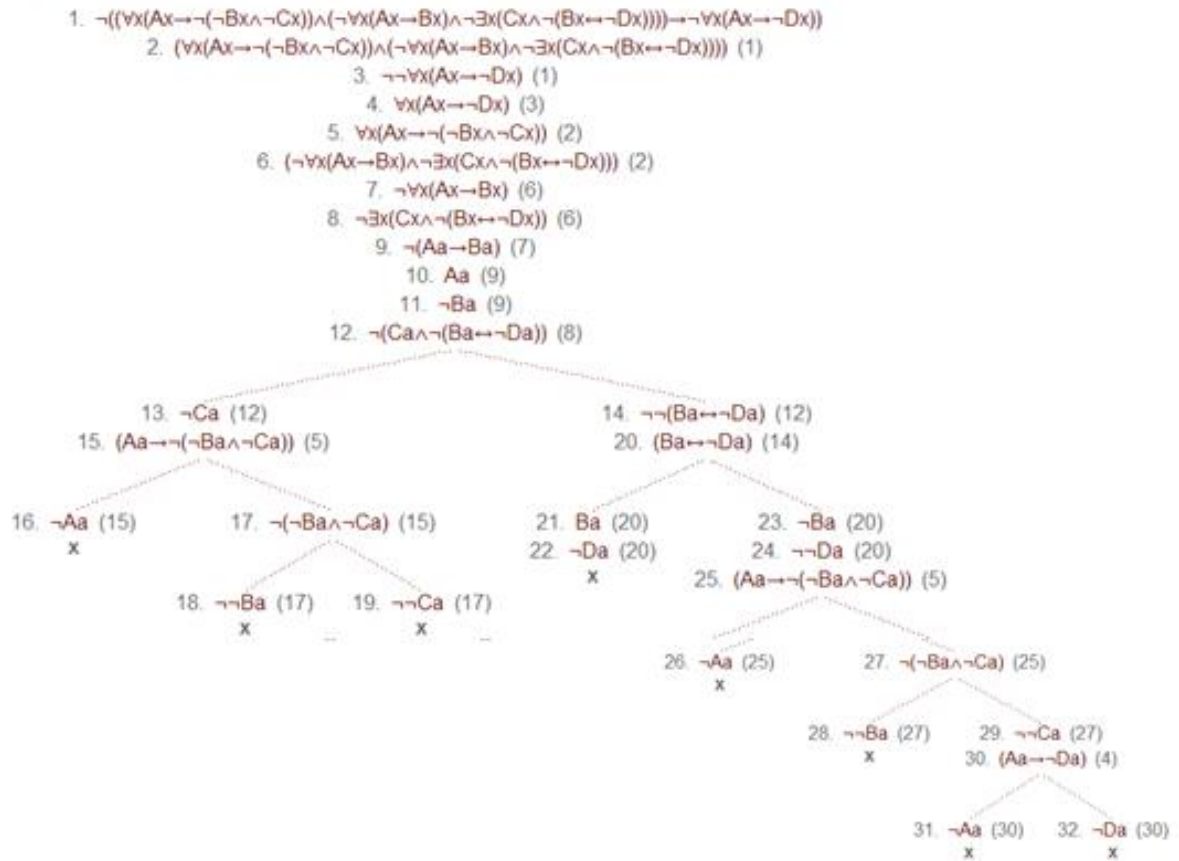 1. ¬((∀x(Ax→¬(¬Bx∧¬Cx))∧(¬∀x(Ax→Bx)∧¬∃x(Cx∧¬(Bx↔¬Dx))))→¬∀x(Ax→¬Dx))
2. (∀x(Ax→¬(¬Bx∧¬Cx))∧(¬∀x(Ax→Bx)∧¬∃x(Cx∧¬(Bx↔¬Dx)))) (1)
3. ¬¬∀x(Ax→¬Dx) (1)
4. ∀x(Ax→¬Dx) (3)
5. ∀x(Ax→¬(¬Bx∧¬Cx)) (2)
6. (¬∀x(Ax→Bx)∧¬∃x(Cx∧¬(Bx↔¬Dx))) (2)
7. ¬∀x(Ax→Bx) (6)
8. ¬∃x(Cx∧¬(Bx↔¬Dx)) (6)
9. ¬(Aa→Ba) (7)
10. Aa (9)
11. ¬Ba (9)
12. ¬(Ca∧¬(Ba↔¬Da)) (8)
13. ¬Ca (12) 14. ¬¬(Ba↔¬Da) (12)
15. (Aa→¬(¬Ba∧¬Ca)) (5) 20. (Ba↔¬Da) (14)
16. ¬Aa (15) 17. ¬(¬Ba∧¬Ca) (15) 21. Ba (20) 23. ¬Ba (20)
x 22. ¬Da (20) 24. ¬¬Da (20)
x 25. (Aa→¬(¬Ba∧¬Ca)) (5)
18. ¬¬Ba (17) 19. ¬¬Ca (17)
x x
26. ¬Aa (25) 27. ¬(¬Ba∧¬Ca) (25)
x
28. ¬¬Ba (27) 29. ¬¬Ca (27)
x 30. (Aa→¬Da) (4)
31. ¬Aa (30) 32. ¬Da (30)
x x